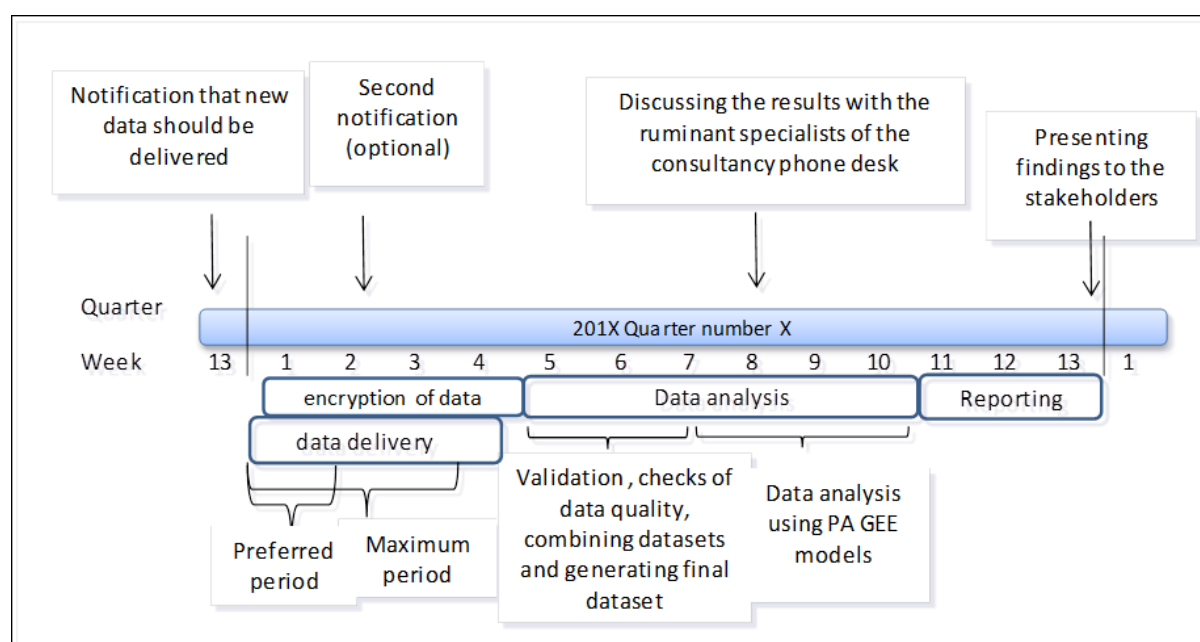 Notification that new
data should be
delivered
Second
notification
(optional)
Discussing the results with the
ruminant specialists of the
consultancy phone desk
Presenting
findings to the
stakeholders
Quarter
201X Quarter number X
Week 13 1 2 3 4 5 6 7 8 9 10 11 12 13 1
encryption of data
Data analysis
Reporting
data delivery
Preferred
period
Maximum
period
Validation , checks of
data quality,
combining datasets
and generating final
dataset
Data analysis
using PA GEE
models